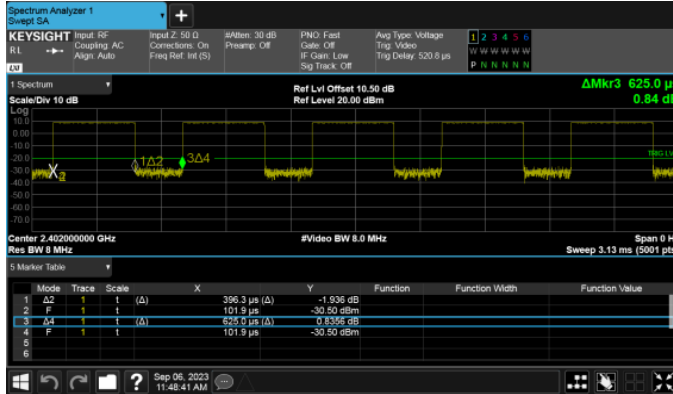 Spectrum Analyzer 1
Swept SA
+
KEYSIGHT Input: RF Input Z: 50 Ω #Atten: 30 dB PNO: Fast Avg Type: Voltage 1 2 3 4 5 6
RL Coupling: AC Corrections: On Preamp: Off Gate: Off Trig: Video W W W W W W
Align: Auto Freq Ref: Int (S) IF Gain: Low Trig Delay: 520.8 µs P N N N N N
LXI Sig Track: Off
1 Spectrum Ref Lvl Offset 10.50 dB ΔMkr3 625.0 µ
Scale/Div 10 dB Ref Level 20.00 dBm 0.84 d
Log
10.0
0.00
-10.0
-20.0 TRIG LV
1Δ2 3Δ4
-30.0
X2
-40.0
-50.0
-60.0
-70.0
Center 2.402000000 GHz #Video BW 8.0 MHz Span 0 H
Res BW 8 MHz Sweep 3.13 ms (5001 pts
5 Marker Table
Mode Trace Scale X Y Function Function Width Function Value
1 Δ2 1 t (Δ) 396.3 µs (Δ) -1.936 dB
2 F 1 t 101.9 µs -30.50 dBm
3 Δ4 1 t (Δ) 625.0 µs (Δ) 0.8356 dB
4 F 1 t 101.9 µs -30.50 dBm
5
6
? Sep 06, 2023
11:48:41 AM